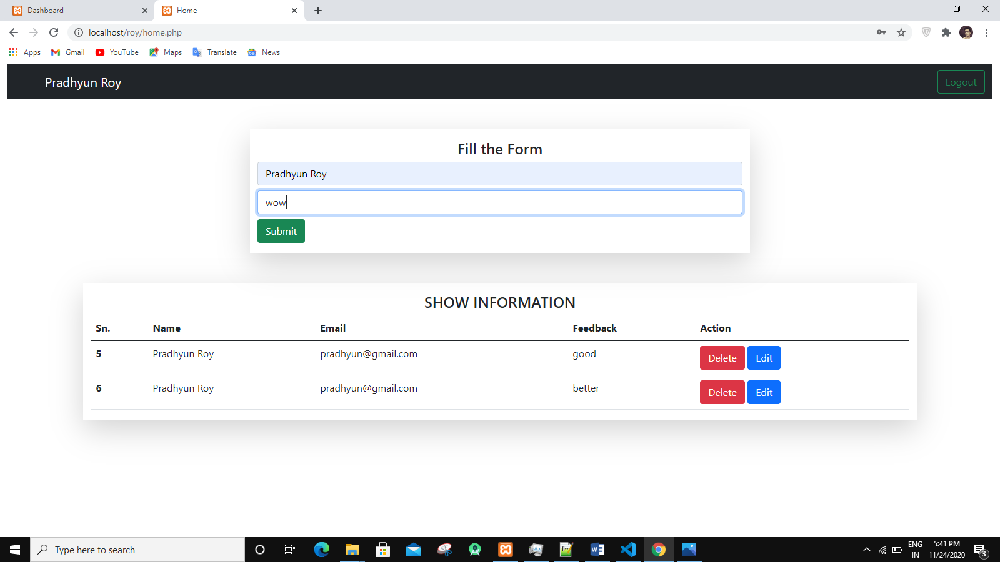 Dashboard
Home
localhost/roy/home.php
Apps
Gmail
YouTube
Maps
Translate
News
Pradhyun Roy
Logout
Fill the Form
Pradhyun Roy
wow
Submit
SHOW INFORMATION
Sn. Name Email Feedback Action
5 Pradhyun Roy pradhyun@gmail.com good Delete Edit
6 Pradhyun Roy pradhyun@gmail.com better Delete Edit
Type here to search
ENG
IN
5:41 PM
11/24/2020
3